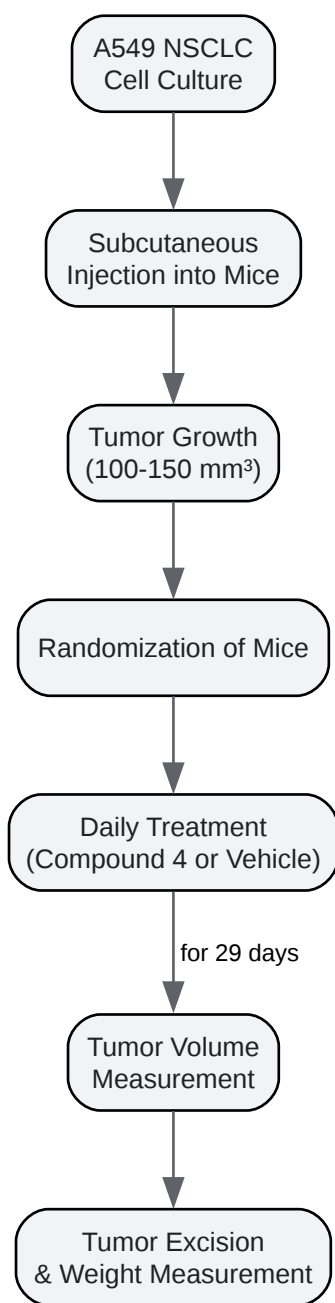 A549 NSCLC
Cell Culture
Subcutaneous
Injection into Mice
Tumor Growth
(100-150 mm³)
Randomization of Mice
Daily Treatment
(Compound 4 or Vehicle)
for 29 days
Tumor Volume
Measurement
Tumor Excision
& Weight Measurement